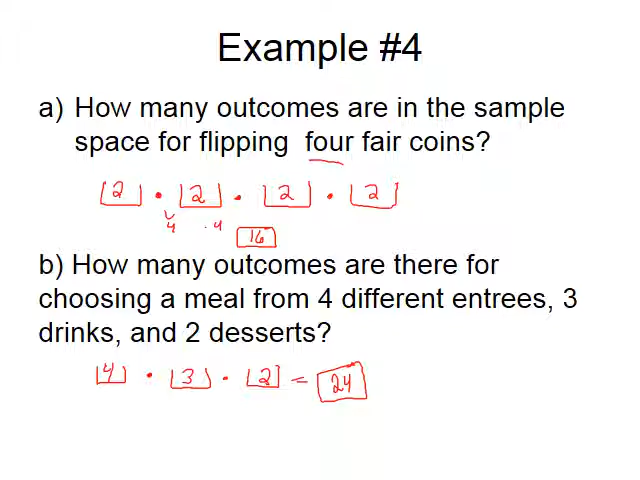 Example #4
a) How many outcomes are in the sample
space for flipping four fair coins?
2 · 2 · 2 · 2
4 · 4
16
b) How many outcomes are there for
choosing a meal from 4 different entrees, 3
drinks, and 2 desserts?
4 · 3 · 2 = 24